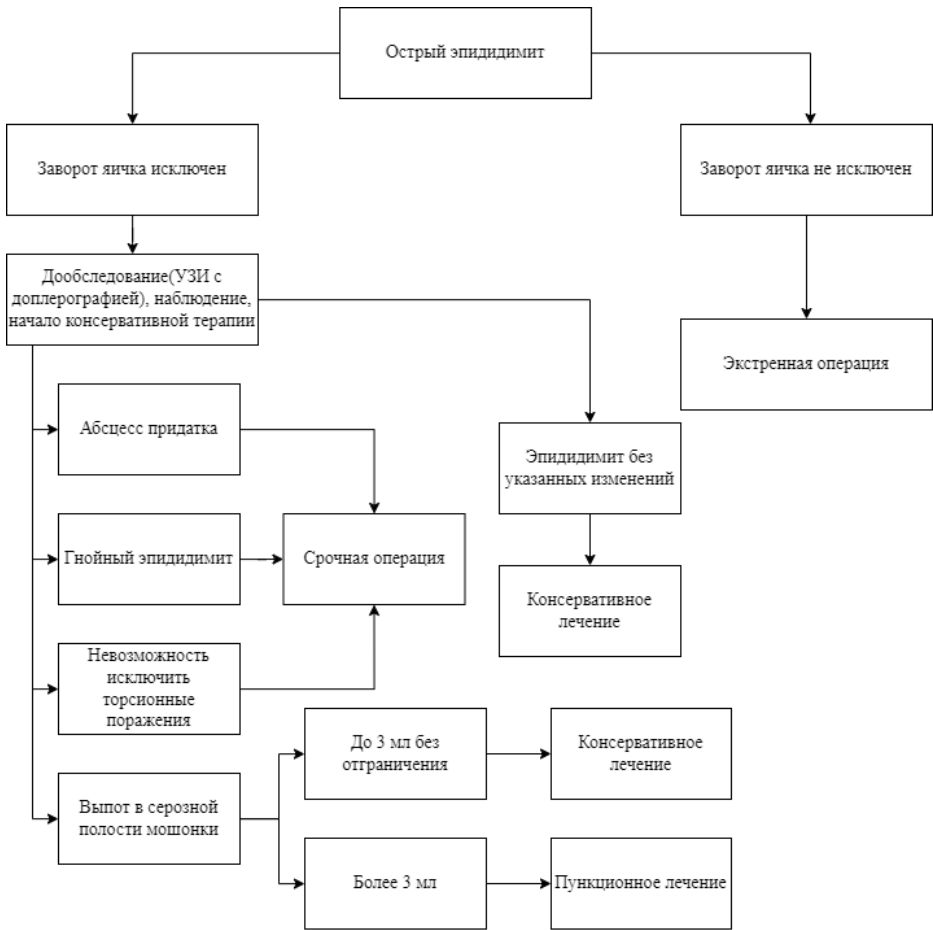 Острый эпидидимит
Заворот яичка исключен
Заворот яичка не исключен
Дообследование(УЗИ с
доплерографией), наблюдение,
начало консервативной терапии
Экстренная операция
Абсцесс придатка
Эпидидимит без
указанных изменений
Гнойный эпидидимит
Срочная операция
Консервативное
лечение
Невозможность
исключить
торсионные
поражения
До 3 мл без
отграничения
Консервативное
лечение
Выпот в серозной
полости мошонки
Более 3 мл
Пункционное лечение